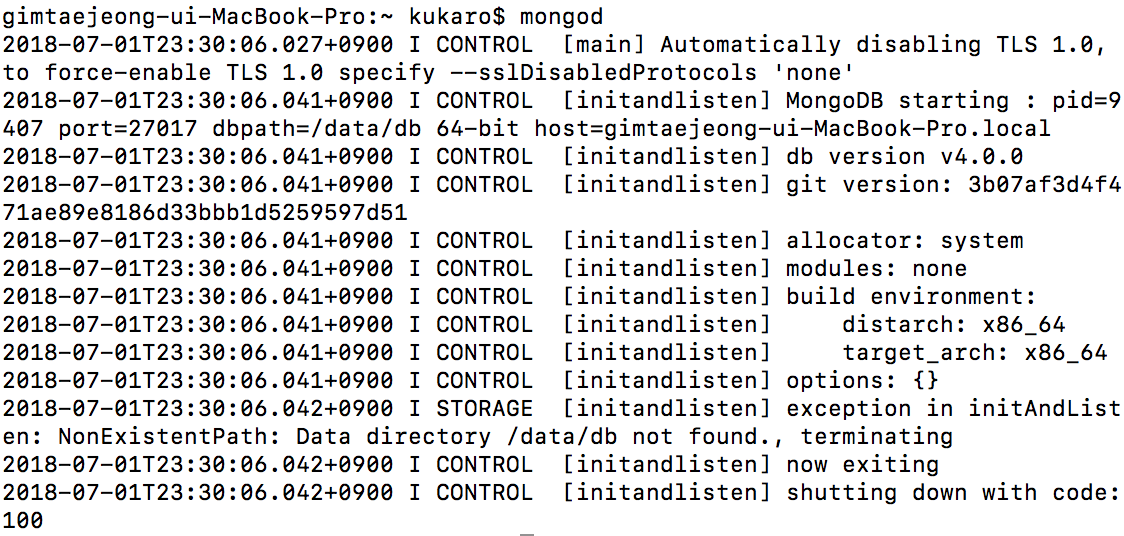 gimtaejeong-ui-MacBook-Pro:~ kukaro$ mongod
2018-07-01T23:30:06.027+0900 I CONTROL  [main] Automatically disabling TLS 1.0,
to force-enable TLS 1.0 specify --sslDisabledProtocols 'none'
2018-07-01T23:30:06.041+0900 I CONTROL  [initandlisten] MongoDB starting : pid=9
407 port=27017 dbpath=/data/db 64-bit host=gimtaejeong-ui-MacBook-Pro.local
2018-07-01T23:30:06.041+0900 I CONTROL  [initandlisten] db version v4.0.0
2018-07-01T23:30:06.041+0900 I CONTROL  [initandlisten] git version: 3b07af3d4f4
71ae89e8186d33bbb1d5259597d51
2018-07-01T23:30:06.041+0900 I CONTROL  [initandlisten] allocator: system
2018-07-01T23:30:06.041+0900 I CONTROL  [initandlisten] modules: none
2018-07-01T23:30:06.041+0900 I CONTROL  [initandlisten] build environment:
2018-07-01T23:30:06.041+0900 I CONTROL  [initandlisten]     distarch: x86_64
2018-07-01T23:30:06.041+0900 I CONTROL  [initandlisten]     target_arch: x86_64
2018-07-01T23:30:06.041+0900 I CONTROL  [initandlisten] options: {}
2018-07-01T23:30:06.042+0900 I STORAGE  [initandlisten] exception in initAndList
en: NonExistentPath: Data directory /data/db not found., terminating
2018-07-01T23:30:06.042+0900 I CONTROL  [initandlisten] now exiting
2018-07-01T23:30:06.042+0900 I CONTROL  [initandlisten] shutting down with code:
100